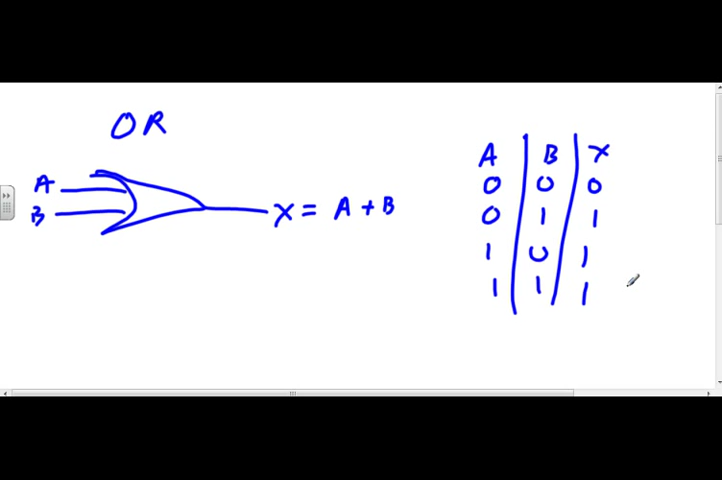 OR
A
B
X = A + B
A B X
0 0 0
0 1 1
1 0 1
1 1 1